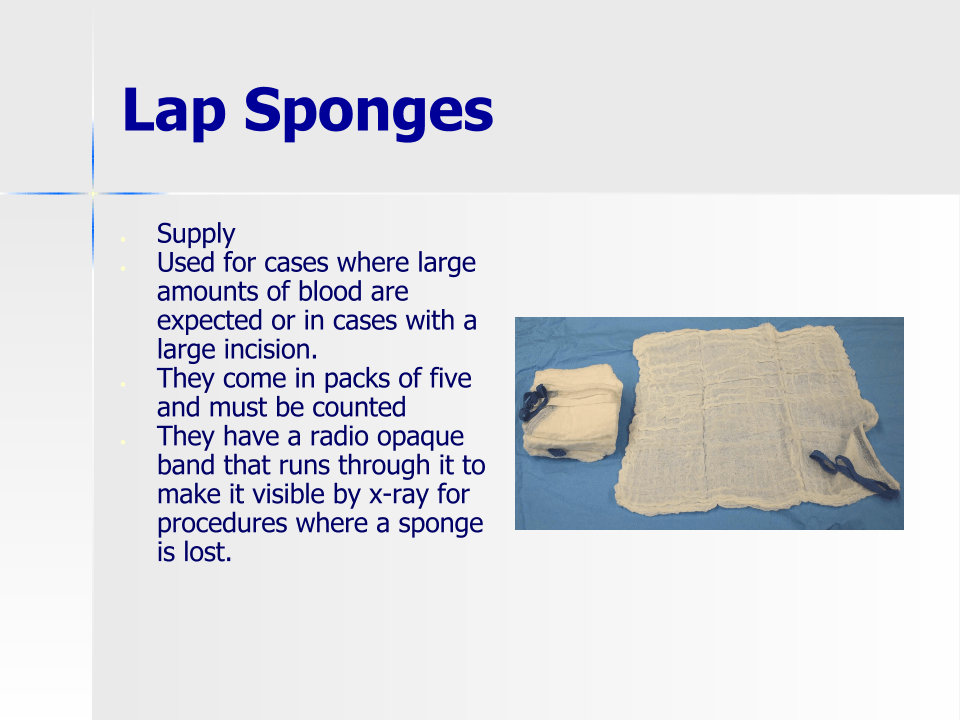 Lap Sponges
Supply
Used for cases where large
amounts of blood are
expected or in cases with a
large incision.
They come in packs of five
and must be counted
They have a radio opaque
band that runs through it to
make it visible by x-ray for
procedures where a sponge
is lost.